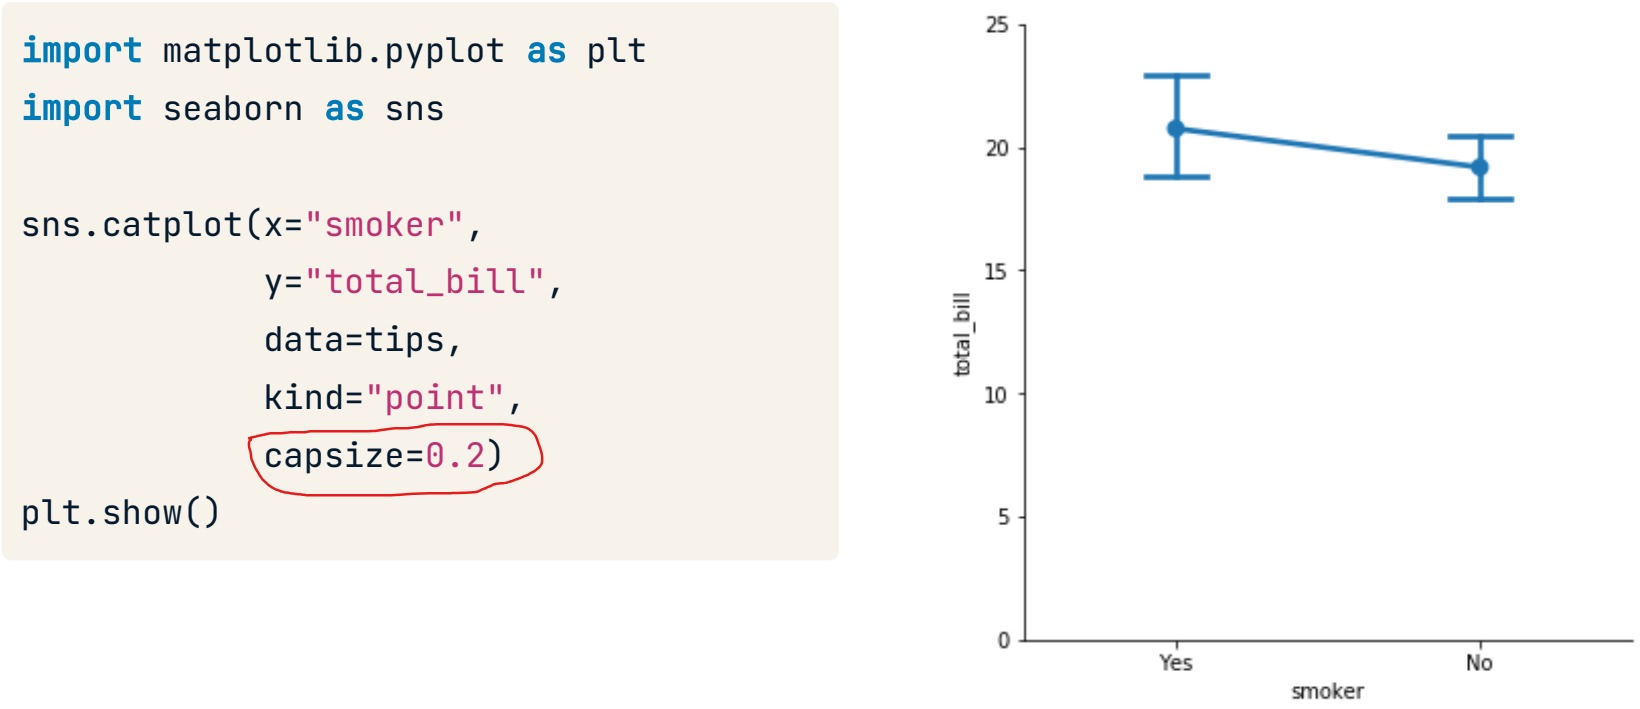 import matplotlib.pyplot as plt
import seaborn as sns
sns.catplot(x="smoker",
y="total_bill",
data=tips,
kind="point",
capsize=0.2)
plt.show()
25
20
15
10
5
0
total_bill
Yes No
smoker